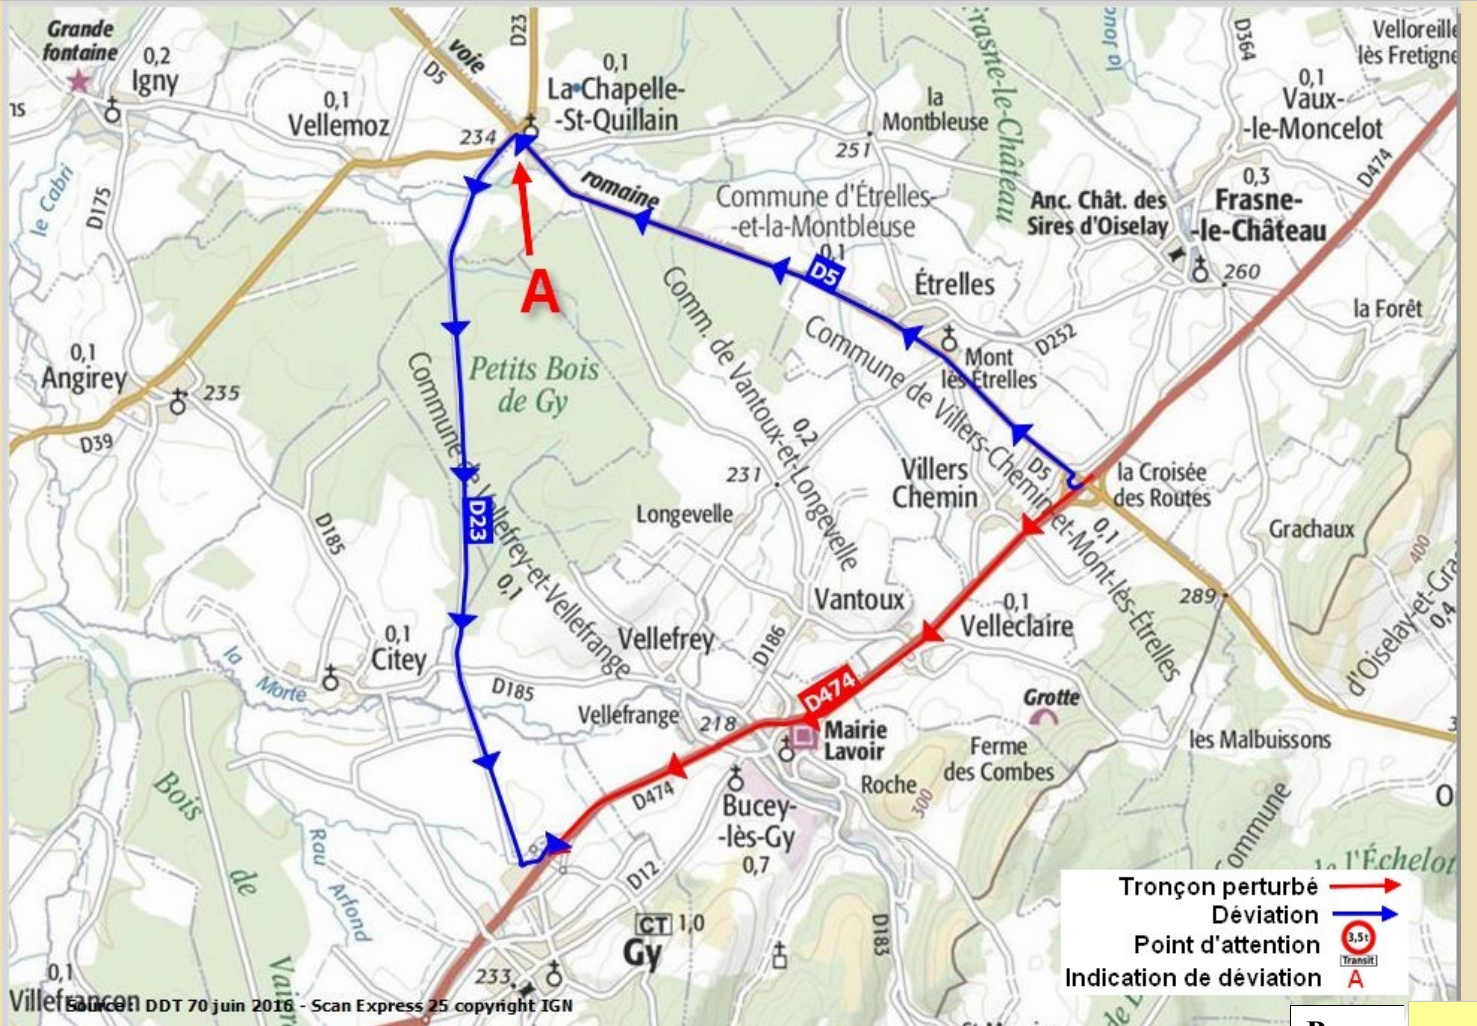 Grande
fontaine
0,2
Igny
D5
voie
D23
0,1
La Chapelle-
-St-Quillain
0,1
Vellemoz
234
la
Montbleuse
251
Frasne-le-Château
D364
Velloreille
lès Fretigne
0,1
Vaux-
-le-Moncelot
D474
le Cabri
D175
romaine
Commune d'Étrelles-
-et-la-Montbleuse
0,1
D5
Anc. Chât. des
Sires d'Oiselay
0,3
Frasne-
-le-Château
260
A
Étrelles
D252
la Forêt
Mont
lès Étrelles
0,1
Angirey
235
D39
Petits Bois
de Gy
Comm. de Vantoux-et-Longevelle
0,2
Commune de Villers-Chemin-et-Mont-lès-Étrelles
0,1
Commune de Vellefrey-et-Vellefrange
0,1
D23
231
Longevelle
Villers
Chemin
D5
la Croisée
des Routes
Grachaux
400
D185
289
Vantoux
0,1
Velleclaire
d'Oiselay-et-Gra
0,4
0,1
Citey
la Morte
D185
Vellefrey
D186
Vellefrange
218
D474
Mairie
Lavoir
Grotte
les Malbuissons
Ferme
des Combes
Roche
300
D474
Bucey-
-lès-Gy
0,7
Bois
de
Rau
Arfond
D12
CT 1,0
Gy
D183
Commune
l'Échelot
233
0,1
Villefrancon
Source : DDT 70 juin 2016 - Scan Express 25 copyright IGN
Tronçon perturbé
Déviation
Point d'attention
3,5t
Transit
Indication de déviation A